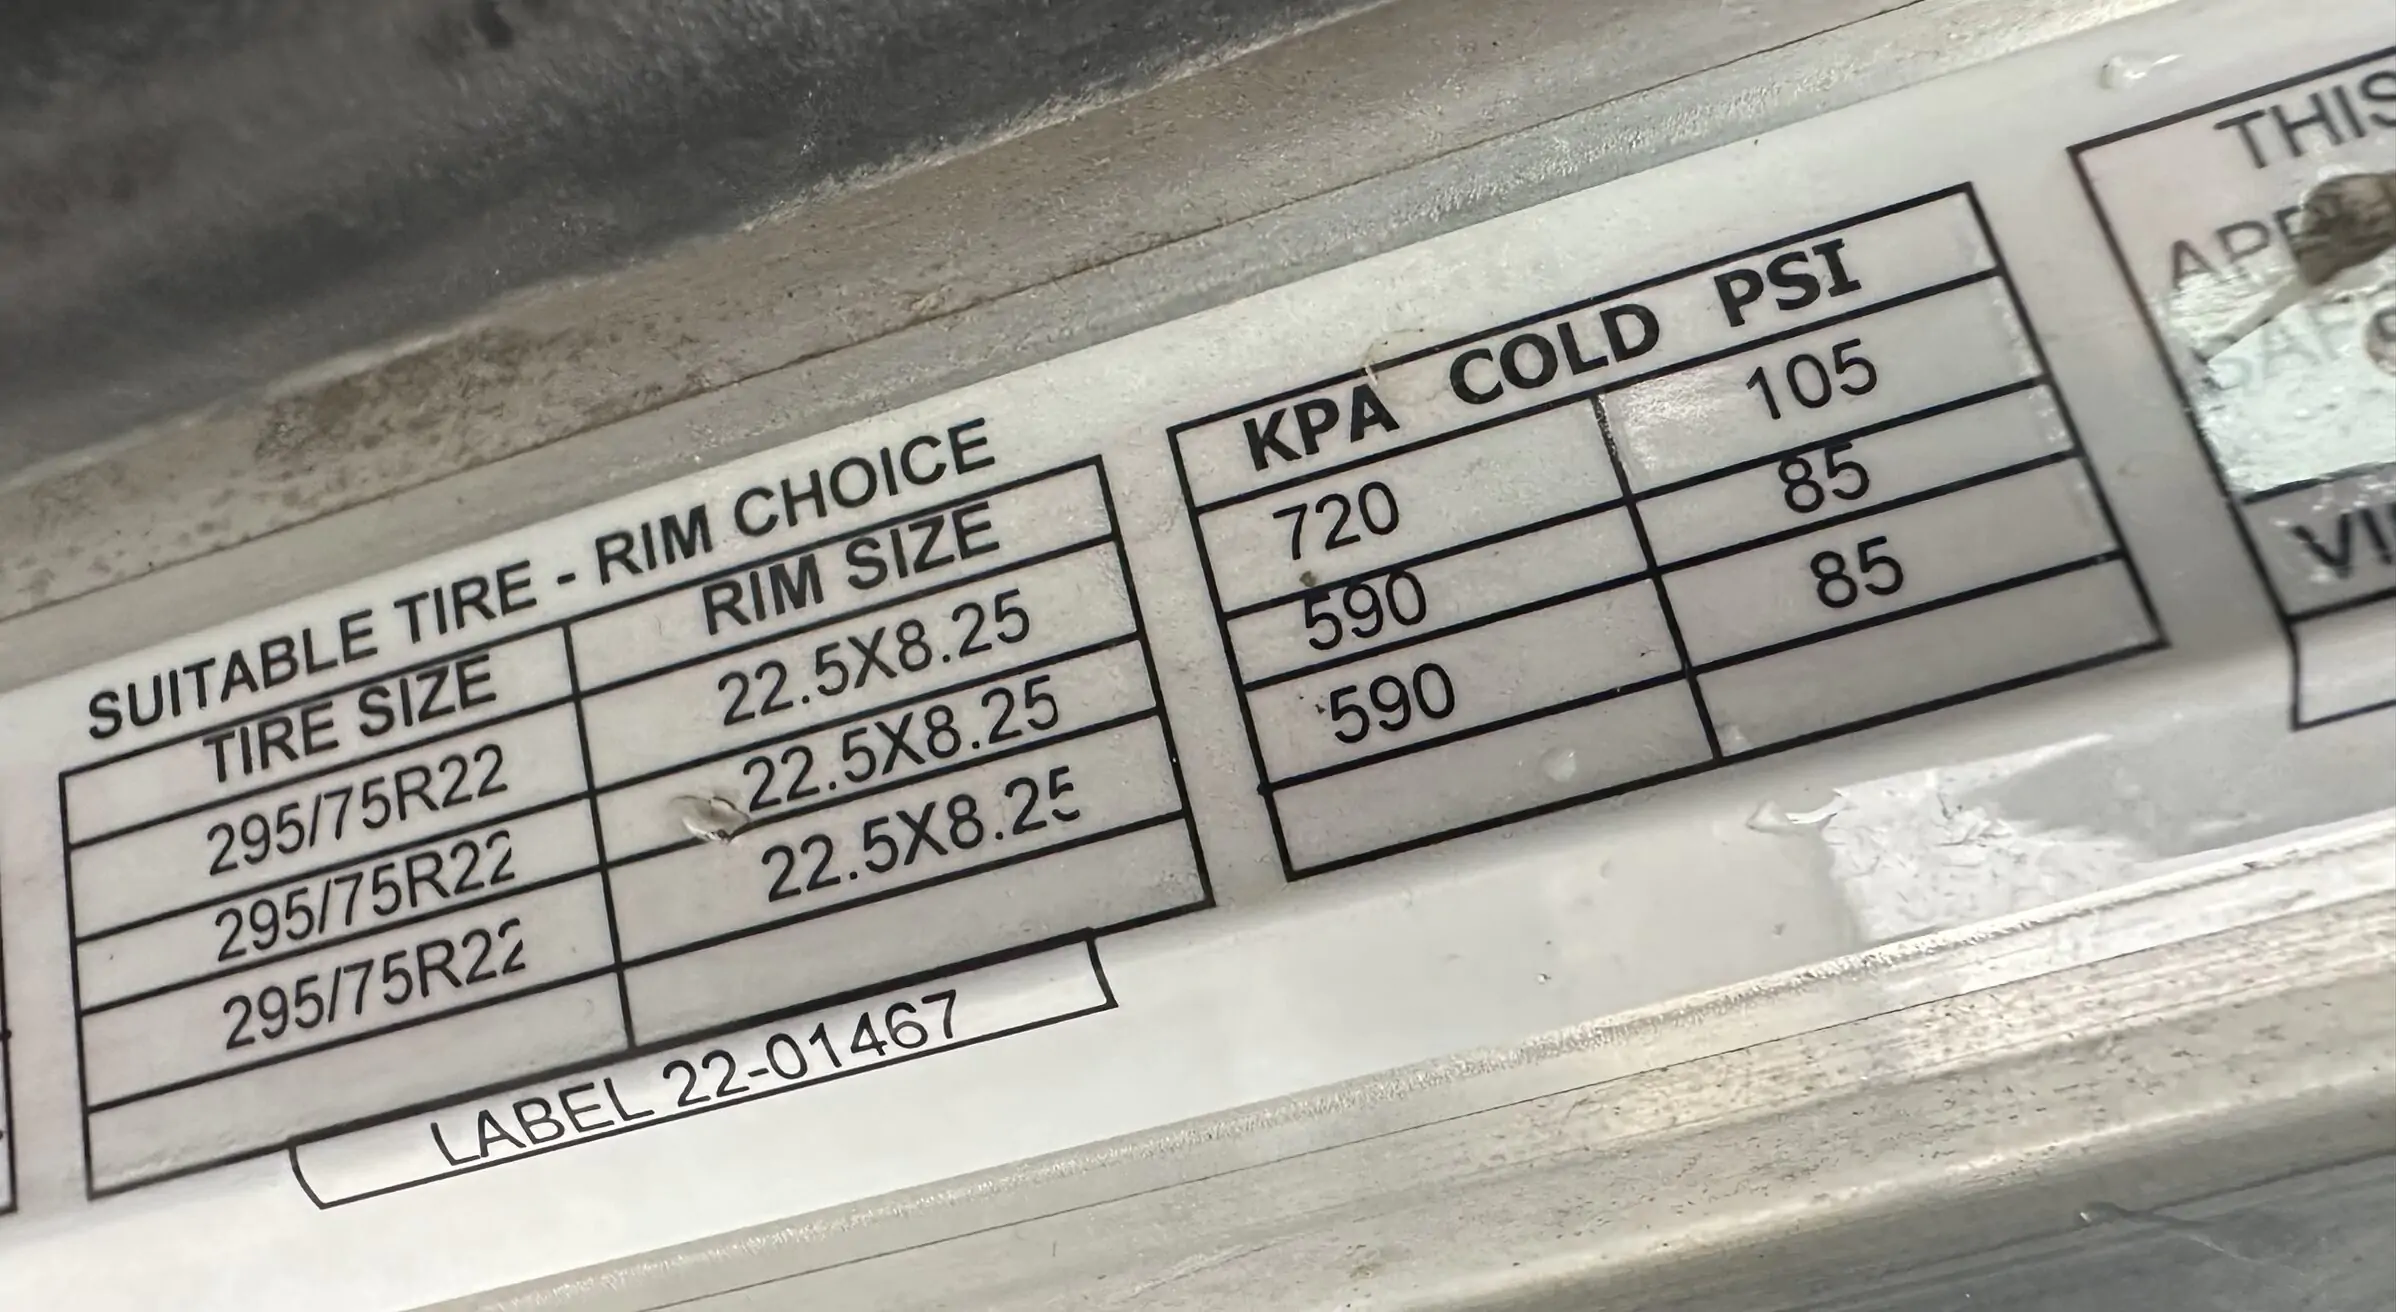 SUITABLE TIRE - RIM CHOICE
TIRE SIZE RIM SIZE
295/75R22 22.5X8.25
295/75R22 22.5X8.25
295/75R22 22.5X8.25
LABEL 22-01467
KPA COLD PSI
720 105
590 85
590 85
THIS